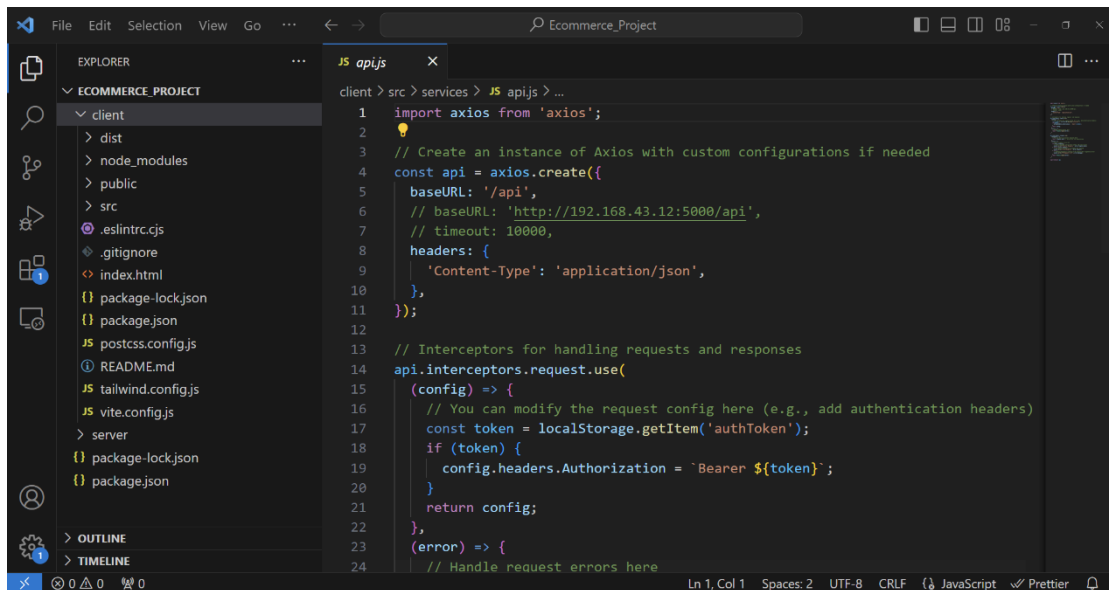 File Edit Selection View Go ... Ecommerce_Project
EXPLORER ...
ECOMMERCE_PROJECT
client
dist
node_modules
public
src
.eslintrc.cjs
.gitignore
<> index.html
{} package-lock.json
{} package.json
JS postcss.config.js
README.md
JS tailwind.config.js
JS vite.config.js
server
{} package-lock.json
{} package.json
OUTLINE
TIMELINE
1
1
JS api.js
client > src > services > JS api.js > ...
1 import axios from 'axios';
2
3 // Create an instance of Axios with custom configurations if needed
4 const api = axios.create({
5 baseURL: '/api',
6 // baseURL: 'http://192.168.43.12:5000/api',
7 // timeout: 10000,
8 headers: {
9 'Content-Type': 'application/json',
10 },
11 });
12
13 // Interceptors for handling requests and responses
14 api.interceptors.request.use(
15 (config) => {
16 // You can modify the request config here (e.g., add authentication headers)
17 const token = localStorage.getItem('authToken');
18 if (token) {
19 config.headers.Authorization = `Bearer ${token}`;
20 }
21 return config;
22 },
23 (error) => {
24 // Handle request errors here
0 0 0 Ln 1, Col 1 Spaces: 2 UTF-8 CRLF {} JavaScript Prettier